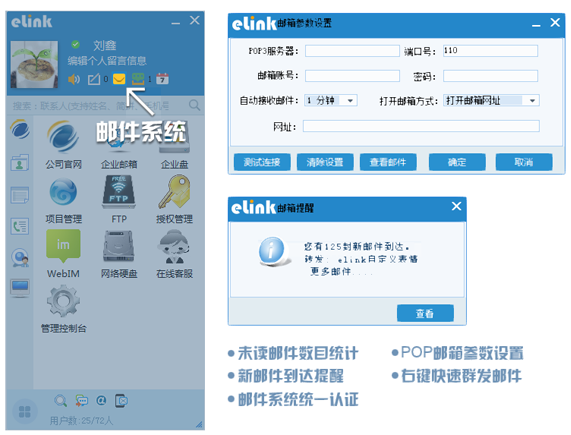 eLink
刘鑫
编辑个人留言信息
0
1
7
搜索：联系人(支持姓名、
邮件系统
公司官网
企业邮箱
企业盘
项目管理
FREE
FTP
FTP
授权管理
im
WebIM
网络硬盘
在线客服
管理控制台
用户数:25/72人
eLink 邮箱参数设置
POP3服务器: 端口号: 110
邮箱帐号: 密码:
自动接收邮件: 1 分钟 打开邮箱方式: 打开邮箱网址
网址:
测试连接 清除设置 查看邮件 确定 取消
eLink 邮箱提醒
您有125封新邮件到达。
转发: elink自定义表储
更多邮件....
查看
●未读邮件数目统计
●POP邮箱参数设置
●新邮件到达提醒
●右键快速群发邮件
●邮件系统统一认证